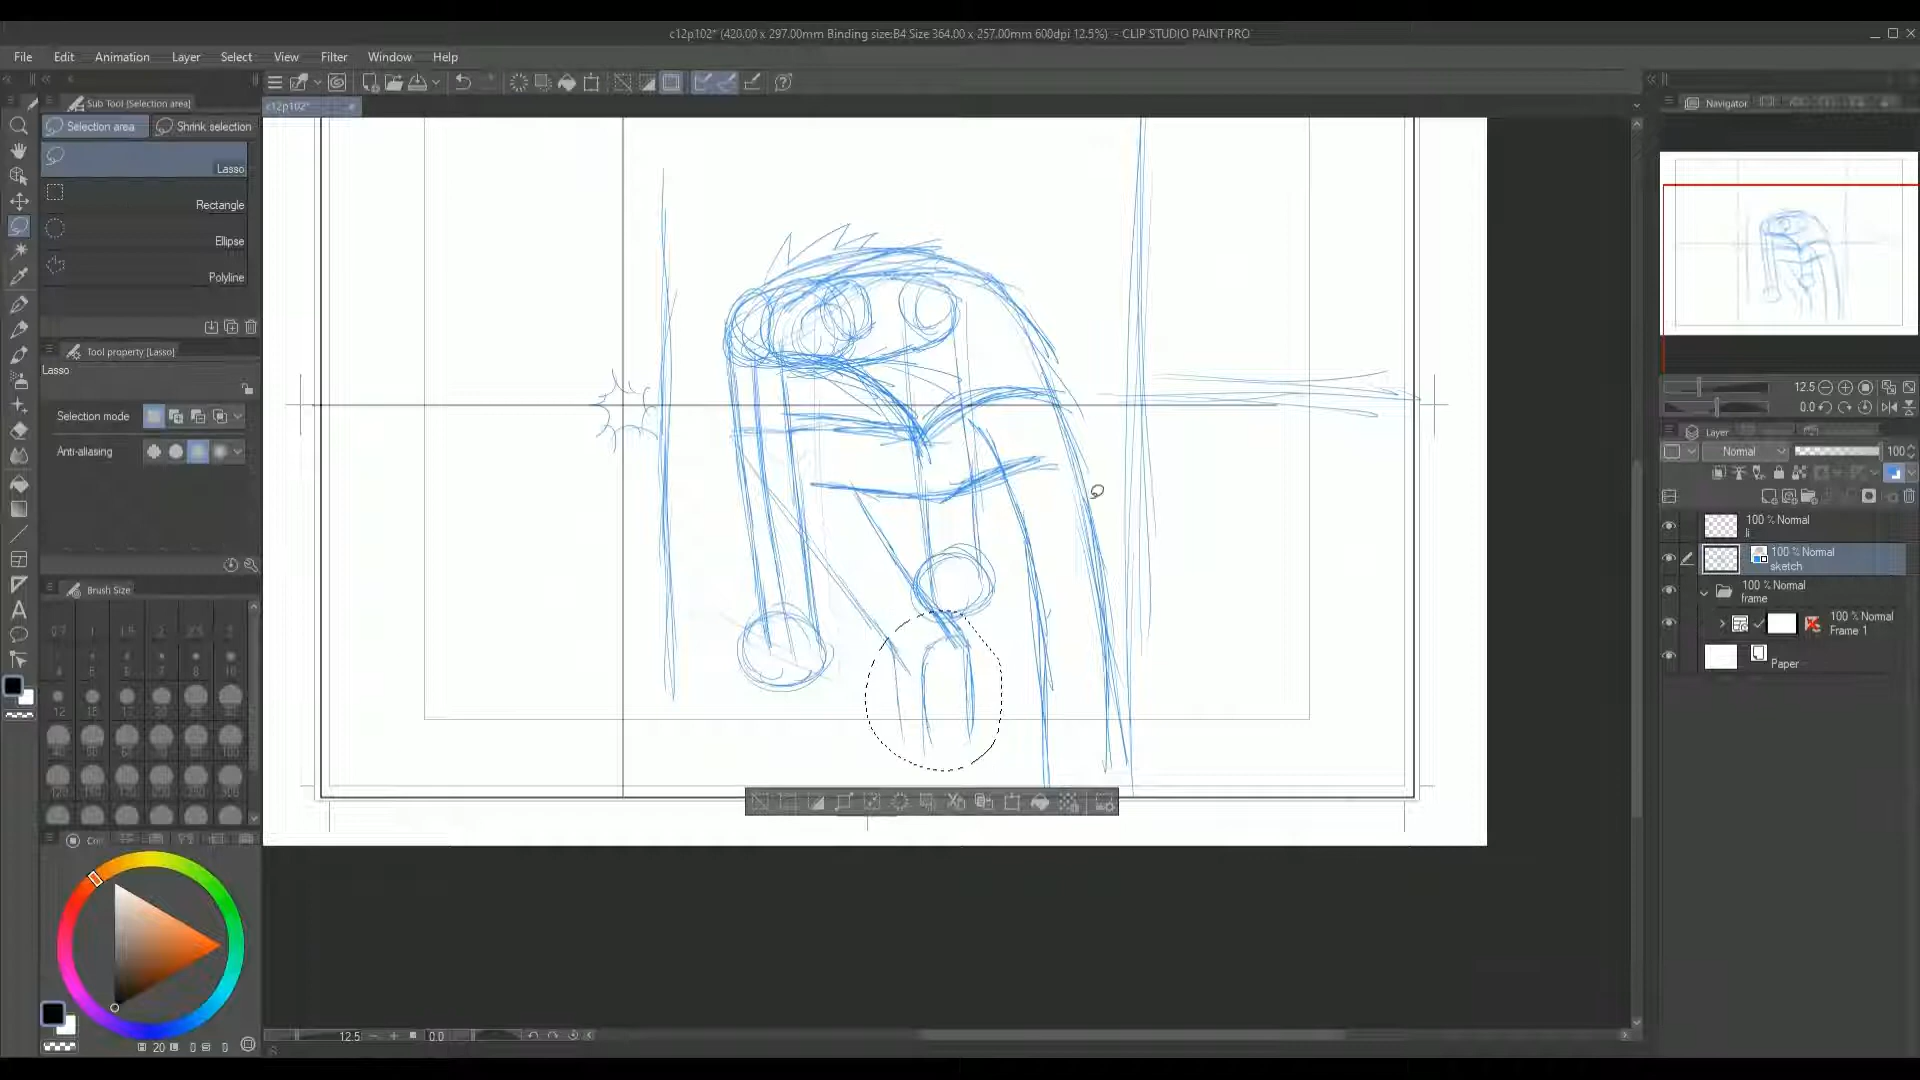 c12p102* (420.00 x 297.00mm Binding size:B4 Size 364.00 x 257.00mm 600dpi 12.5%) - CLIP STUDIO PAINT PRO
File Edit Animation Layer Select View Filter Window Help
Sub Tool [Selection area]
c12p102*
Navigator
Selection area
Shrink selection
Lasso
Rectangle
Ellipse
Polyline
Tool property [Lasso]
Lasso
12.5
0.0
Selection mode
Layer
Anti-aliasing
Normal
100
100 % Normal
100 % Normal
sketch
Brush Size
100 % Normal
frame
100 % Normal
Frame 1
Paper
12
20
12.5
0.0